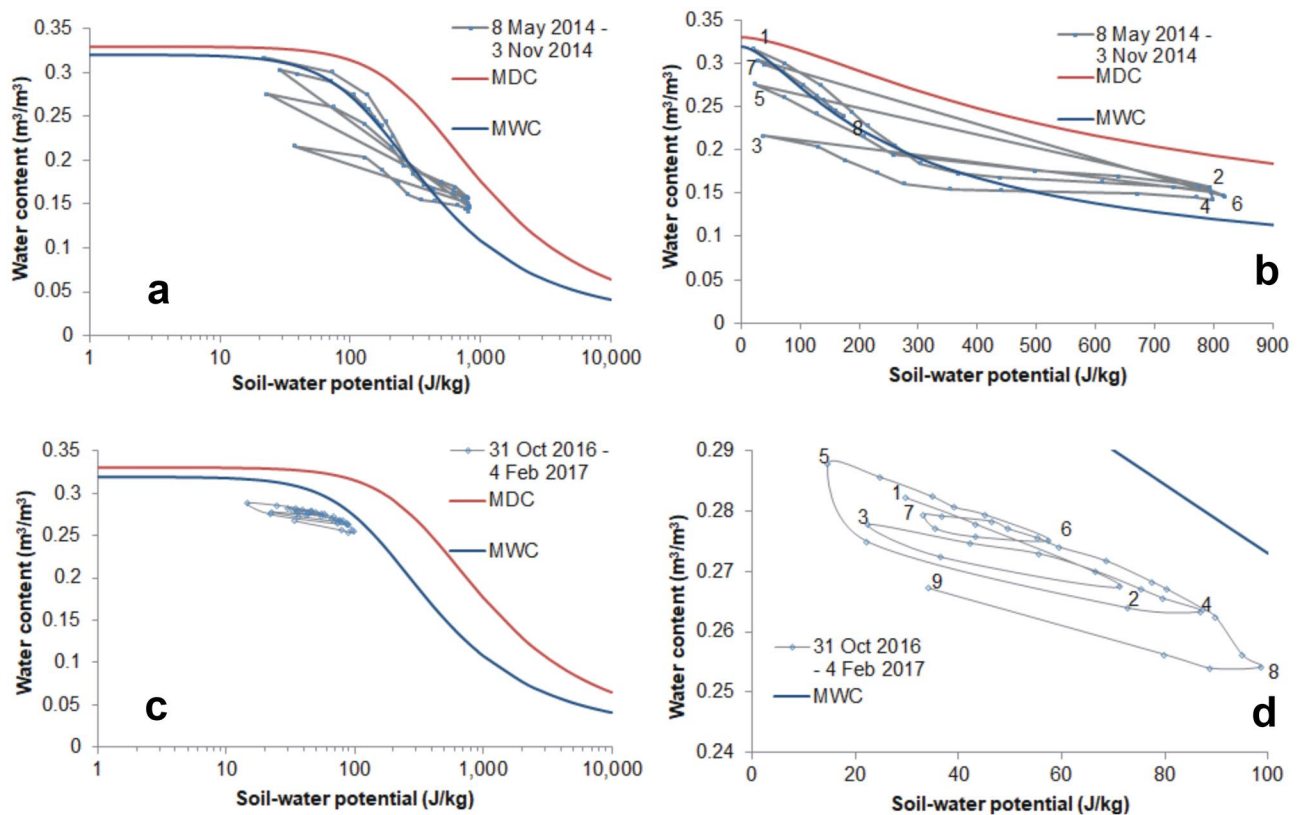 0.35
0.3
0.25
0.2
0.15
0.1
0.05
0
Water content (m³/m³)
8 May 2014 -
3 Nov 2014
MDC
MWC
a
1 10 100 1,000 10,000
Soil-water potential (J/kg)
0.35
0.3
0.25
0.2
0.15
0.1
0.05
0
Water content (m³/m³)
1
7
5
3
8
2
4
6
8 May 2014 -
3 Nov 2014
MDC
MWC
b
0 100 200 300 400 500 600 700 800 900
Soil-water potential (J/kg)
0.35
0.3
0.25
0.2
0.15
0.1
0.05
0
Water content (m³/m³)
31 Oct 2016 -
4 Feb 2017
MDC
MWC
c
1 10 100 1,000 10,000
Soil-water potential (J/kg)
0.29
0.28
0.27
0.26
0.25
0.24
Water content (m³/m³)
5
1
3
7
6
9
2
4
8
31 Oct 2016
- 4 Feb 2017
MWC
d
0 20 40 60 80 100
Soil-water potential (J/kg)